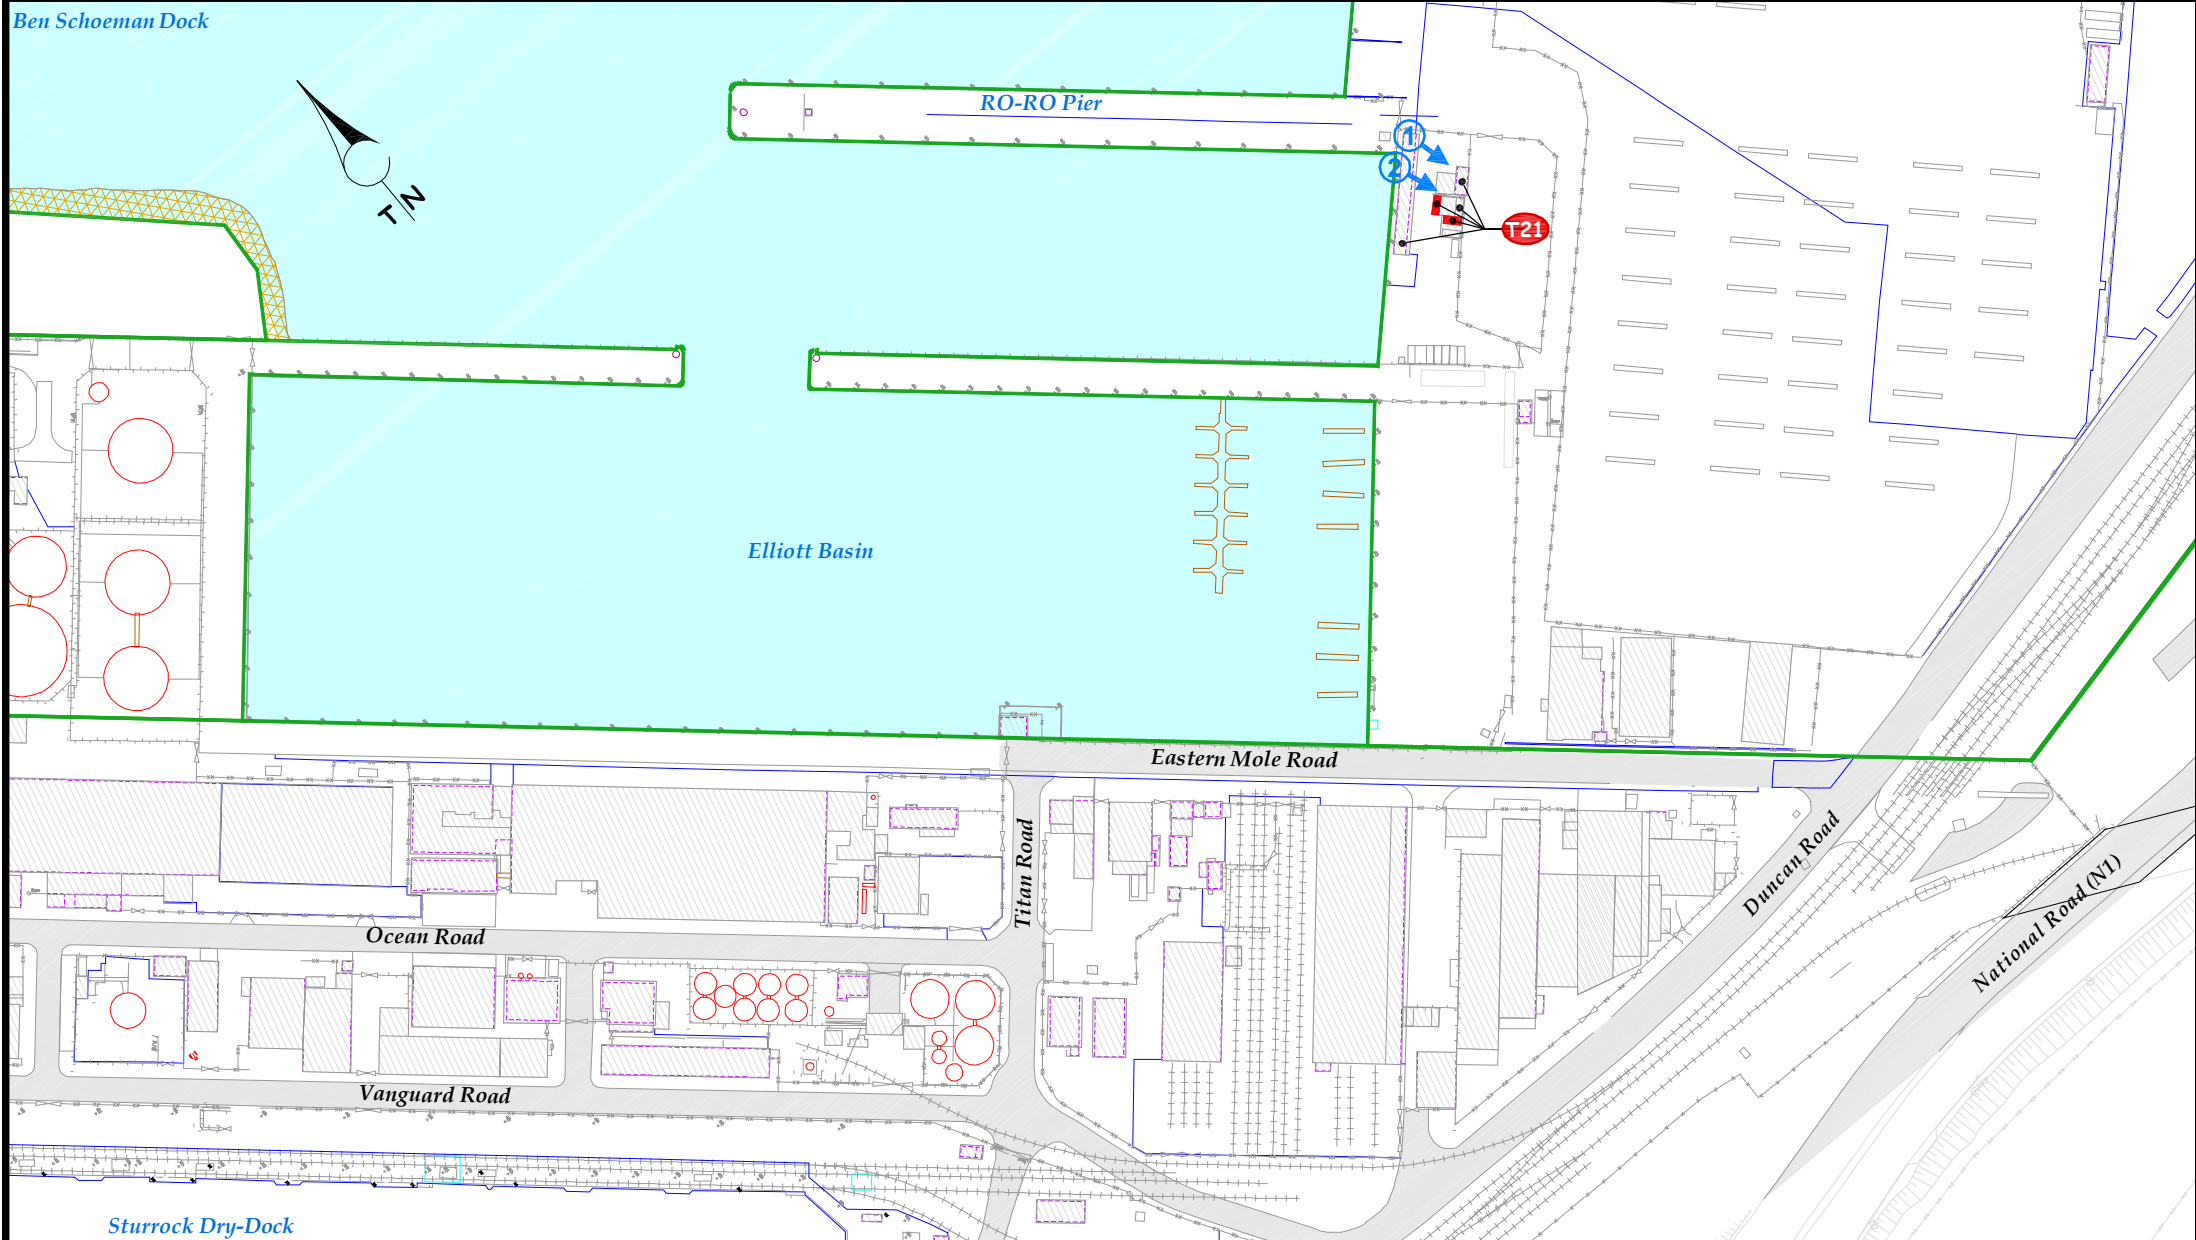 Ben Schoeman Dock
RO-RO Pier
1
2
T N
T21
Elliott Basin
Eastern Mole Road
Titan Road
Duncan Road
Ocean Road
National Road (N1)
Vanguard Road
Sturrock Dry-Dock